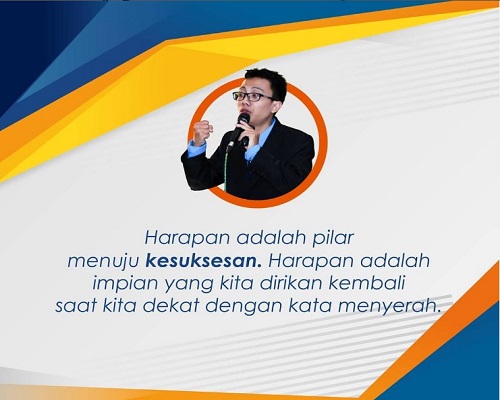 Harapan adalah pilar
menuju kesuksesan. Harapan adalah
impian yang kita dirikan kembali
saat kita dekat dengan kata menyerah.